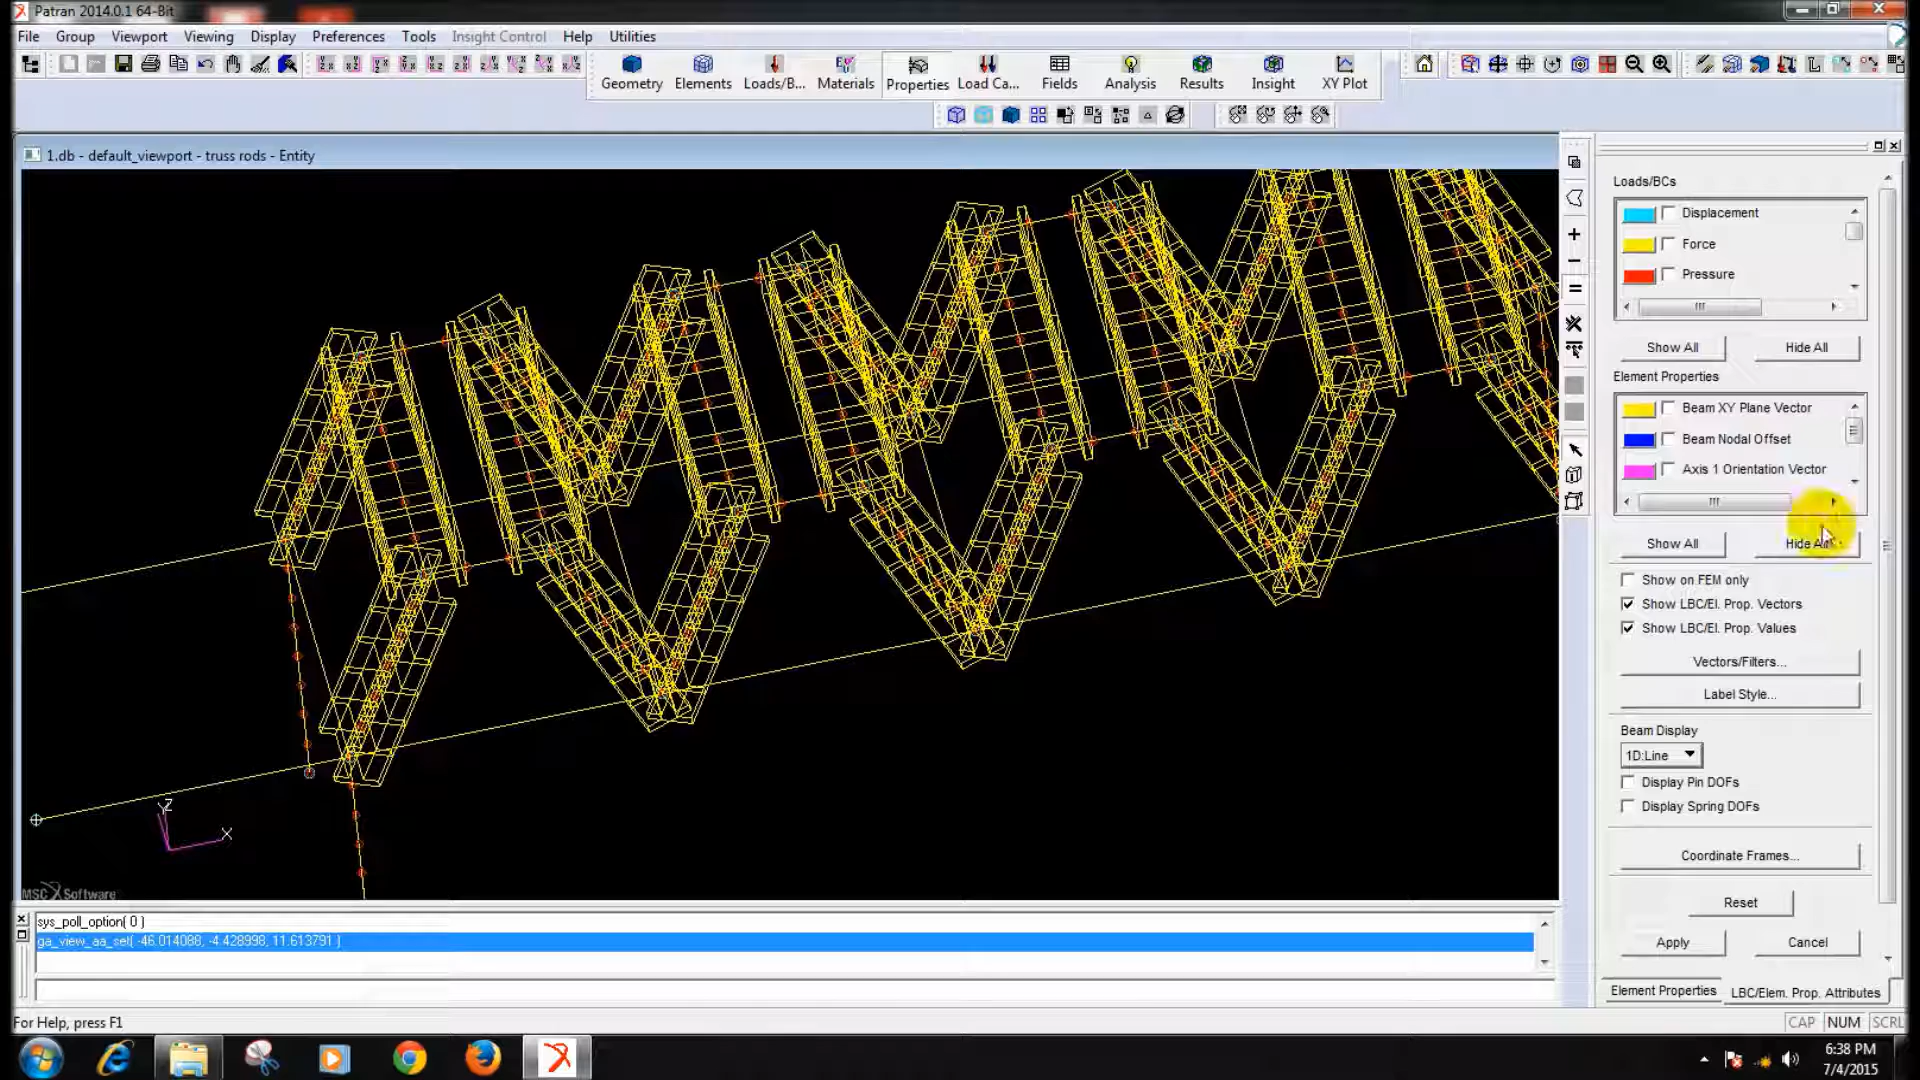 Patran 2014.0.1 64-Bit
File Group Viewport Viewing Display Preferences Tools Insight Control Help Utilities
Geometry Elements Loads/B... Materials Properties Load Ca... Fields Analysis Results Insight XY Plot
1.db - default_viewport - truss rods - Entity
Loads/BCs
Displacement
Force
Pressure
Show All Hide All
Element Properties
Beam XY Plane Vector
Beam Nodal Offset
Axis 1 Orientation Vector
Show All Hide All
Show on FEM only
Show LBC/El. Prop. Vectors
Show LBC/El. Prop. Values
Vectors/Filters...
Label Style...
Beam Display
1D:Line
Display Pin DOFs
Display Spring DOFs
Coordinate Frames...
Reset
Apply Cancel
Element Properties LBC/Elem. Prop. Attributes
Y Z X
MSC Software
sys_poll_option( 0 )
ga_view_aa_set( -46.014088, -4.428998, 11.613791 )
For Help, press F1
CAP NUM SCRL
6:38 PM
7/4/2015